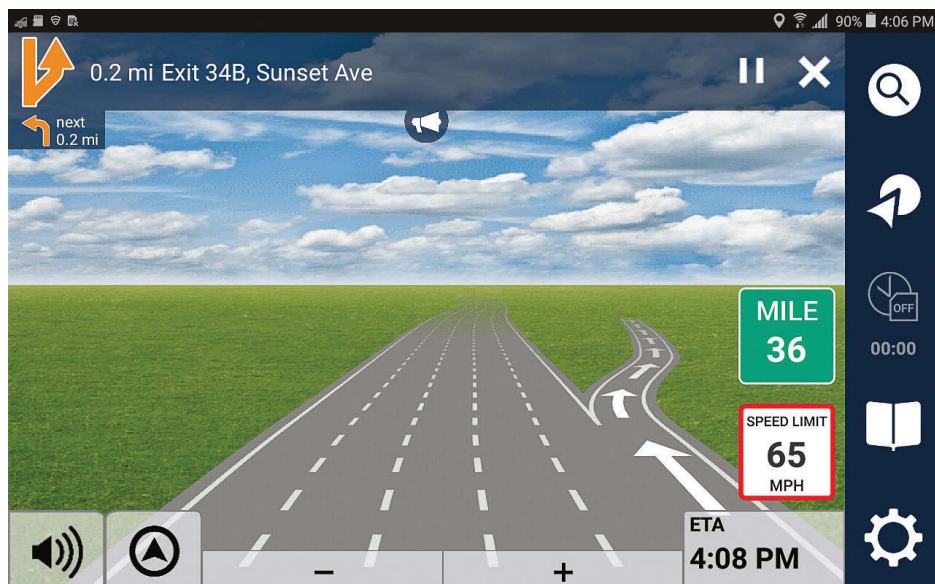 90% 4:06 PM
0.2 mi Exit 34B, Sunset Ave
next
0.2 mi
MILE
36
OFF
00:00
SPEED LIMIT
65
MPH
ETA
4:08 PM
− +